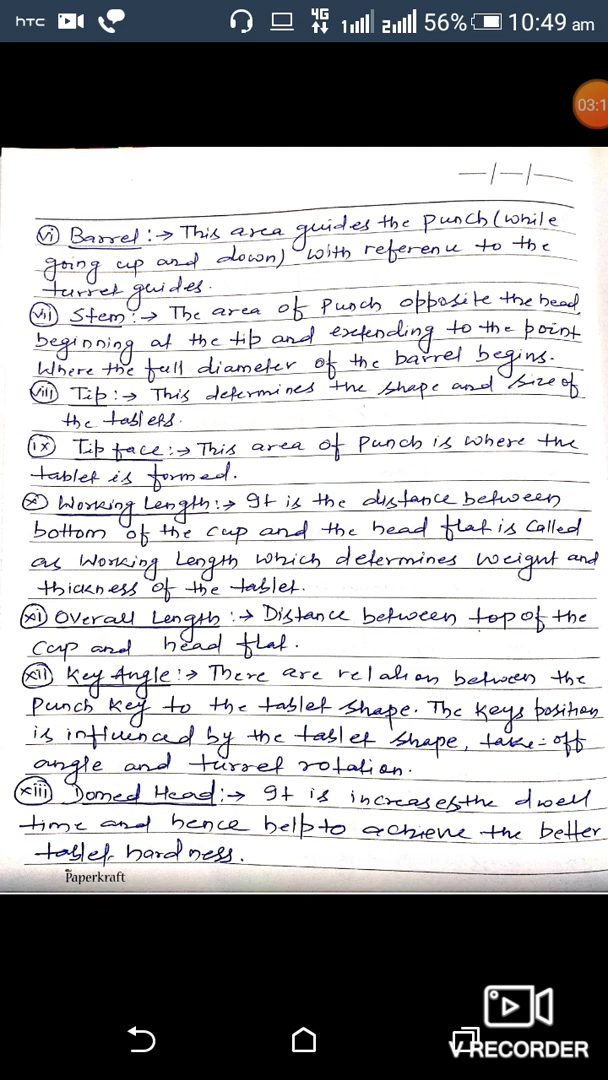 htc 4G 56% 10:49 am
03:1
-/-/-
vi) Barrel :→ This area guides the punch (while
going up and down) with reference to the
turret guides.
vii) Stem :→ The area of Punch opposite the head,
beginning at the tip and extending to the point
Where the full diameter of the barrel begins.
viii) Tip :→ This determines the shape and size of
the tablets.
ix) Tip face :→ This area of Punch is where the
tablet is formed.
x) Working Length :→ It is the distance between
bottom of the cup and the head flat is called
as Working Length which determines weight and
thickness of the tablet.
xi) Overall Length :→ Distance between top of the
cup and head flat.
xii) Key Angle :→ There are relation between the
Punch Key to the tablet shape. The Keys position
is influenced by the tablet shape, take-off
angle and turret rotation.
xiii) Domed Head :→ It is increases the dwell
time and hence help to achieve the better
tablet hardness.
Paperkraft
V RECORDER